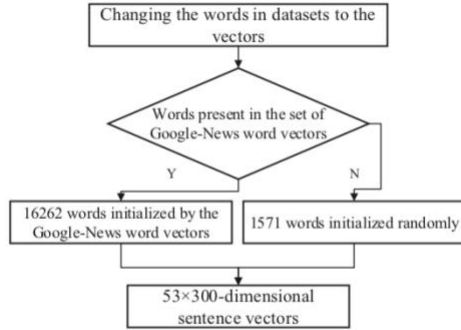 Changing the words in datasets to the
vectors
Words present in the set of
Google-News word vectors
Y
N
16262 words initialized by the
Google-News word vectors
1571 words initialized randomly
53×300-dimensional
sentence vectors